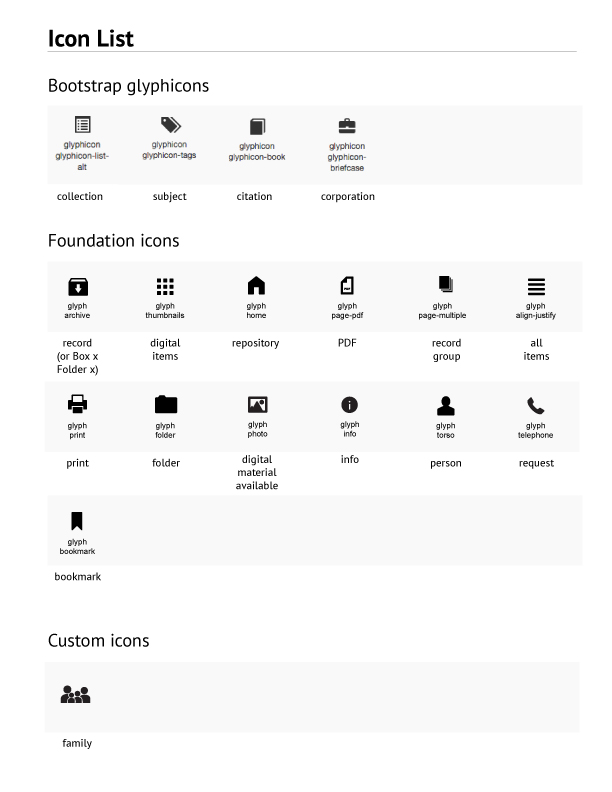 Icon List
Bootstrap glyphicons
glyphicon
glyphicon-list-
alt
glyphicon
glyphicon-tags
glyphicon
glyphicon-book
glyphicon
glyphicon-
briefcase
collection
subject
citation
corporation
Foundation icons
glyph
archive
glyph
thumbnails
glyph
home
glyph
page-pdf
glyph
page-multiple
glyph
align-justify
record
(or Box x
Folder x)
digital
items
repository
PDF
record
group
all
items
glyph
print
glyph
folder
glyph
photo
glyph
info
glyph
torso
glyph
telephone
print
folder
digital
material
available
info
person
request
glyph
bookmark
bookmark
Custom icons
family